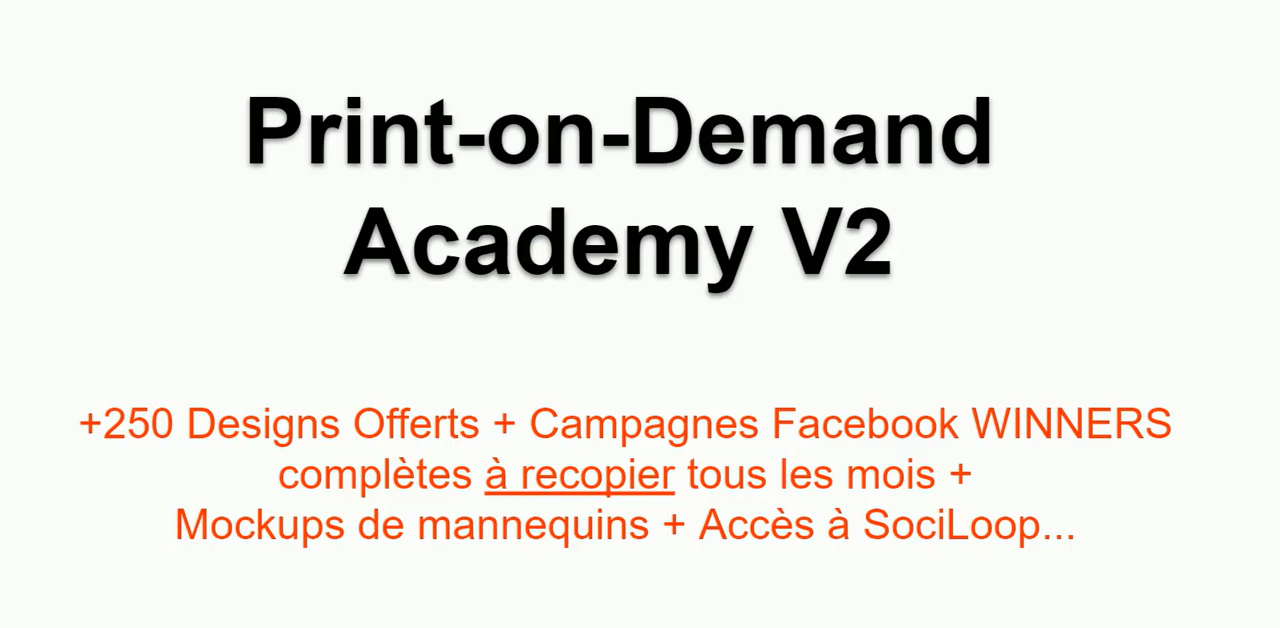 Print-on-Demand
Academy V2
+250 Designs Offerts + Campagnes Facebook WINNERS
complètes à recopier tous les mois +
Mockups de mannequins + Accès à SociLoop...